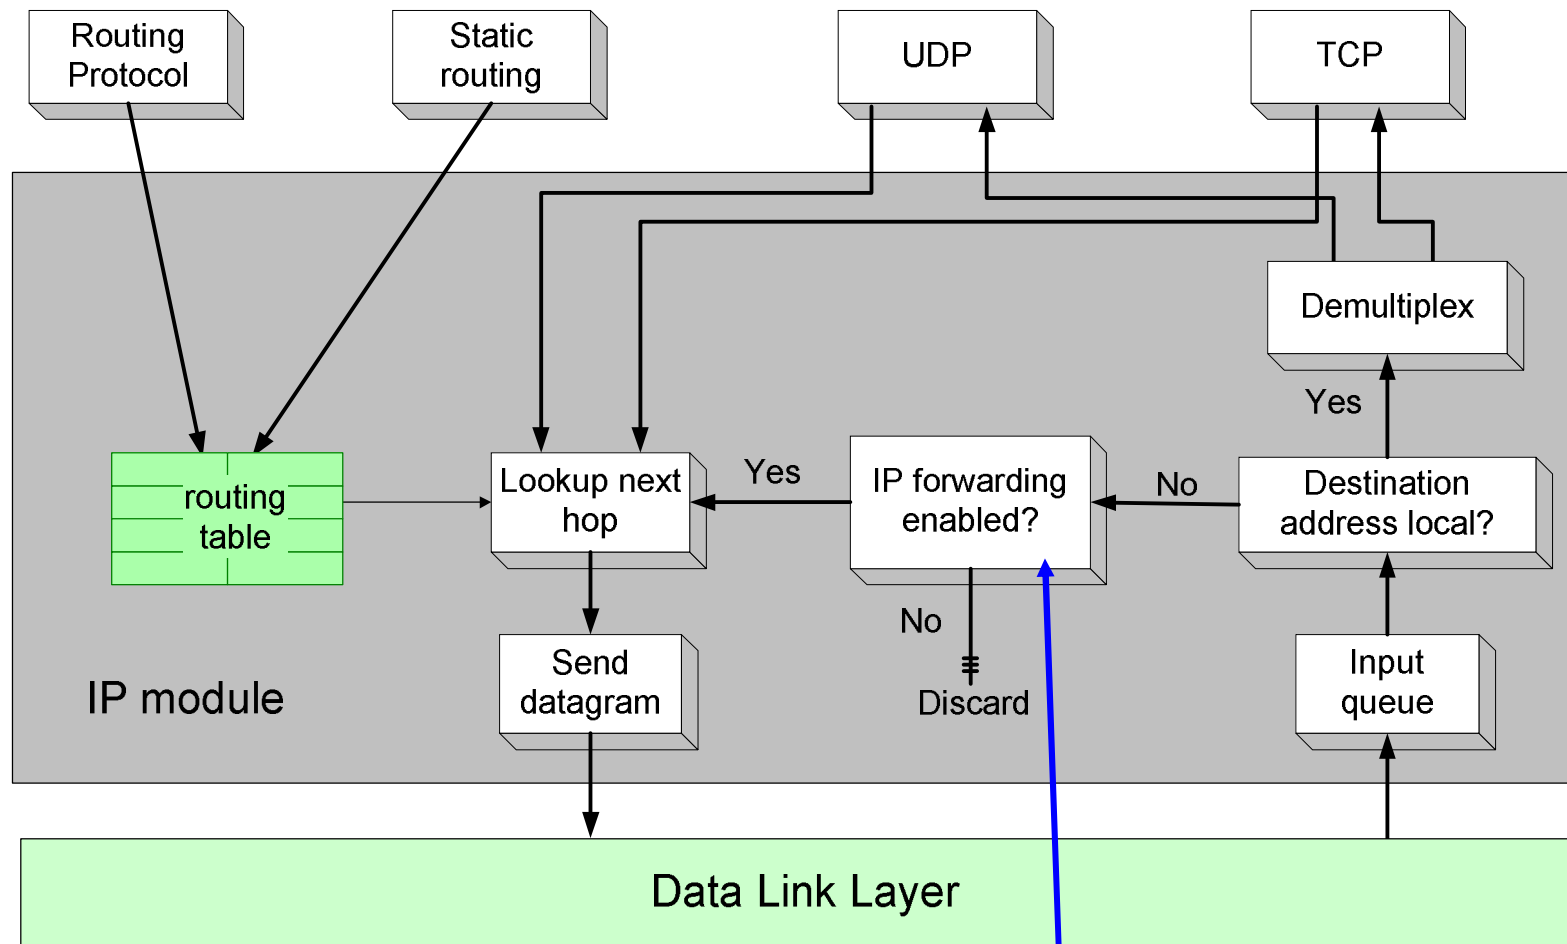 Routing
Protocol
Static
routing
UDP
TCP
Demultiplex
Yes
routing
table
Lookup next
hop
Yes
IP forwarding
enabled?
No
Destination
address local?
No
Discard
Send
datagram
Input
queue
IP module
Data Link Layer